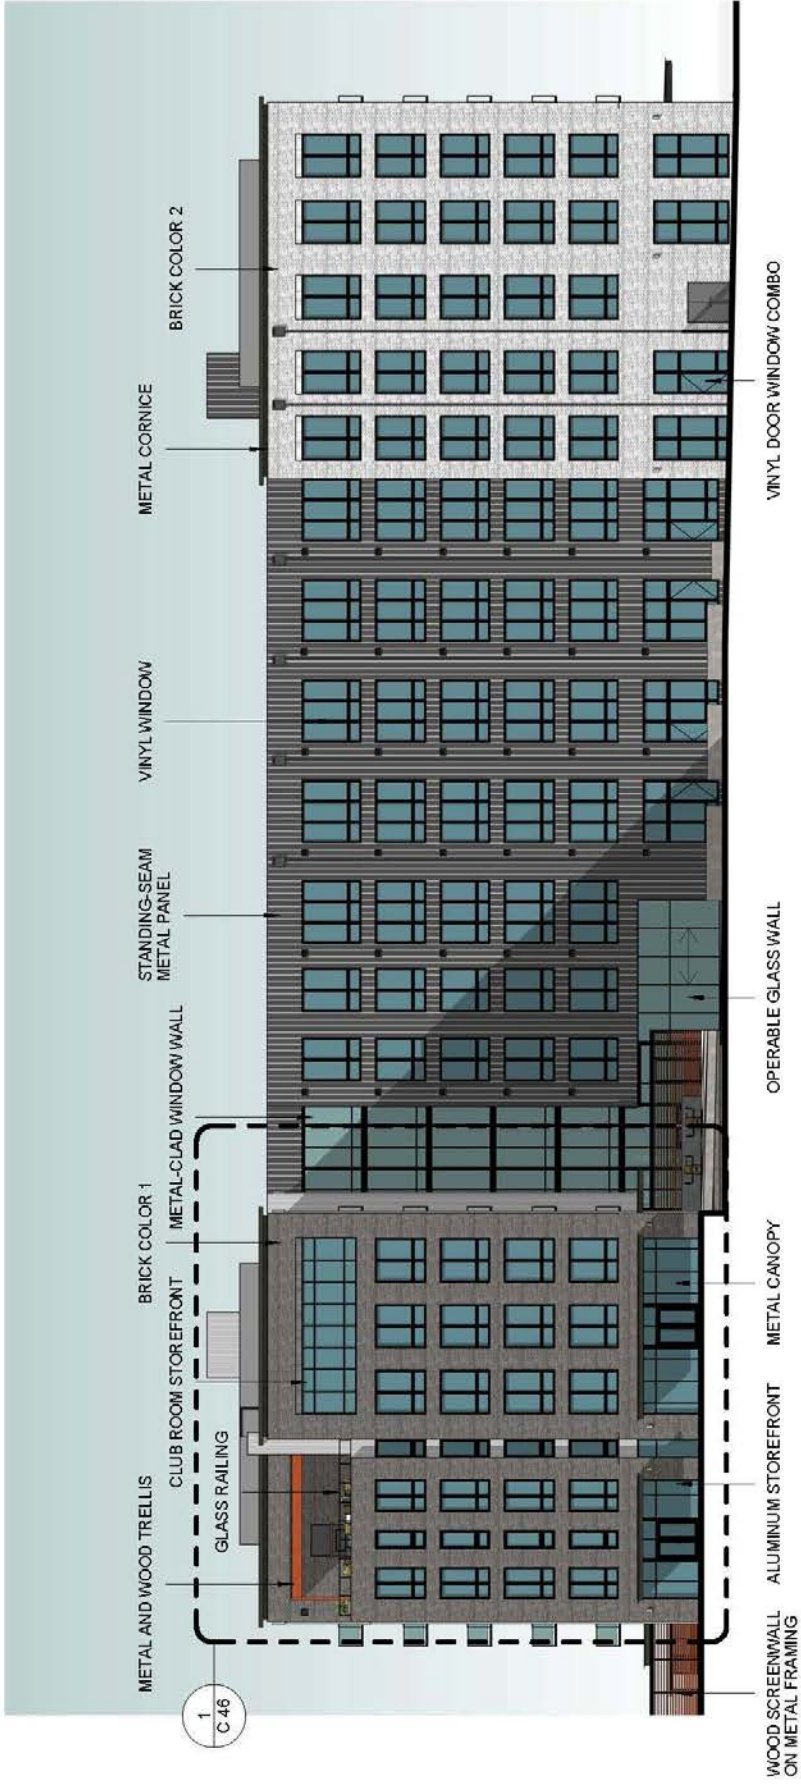 METAL AND WOOD TRELLIS
CLUB ROOM STOREFRONT
GLASS RAILING
BRICK COLOR 1
METAL-CLAD WINDOW WALL
STANDING-SEAM
METAL PANEL
VINYL WINDOW
METAL CORNICE
BRICK COLOR 2
1
C46
WOOD SCREENWALL
ON METAL FRAMING
ALUMINUM STOREFRONT
METAL CANOPY
OPERABLE GLASS WALL
VINYL DOOR WINDOW COMBO